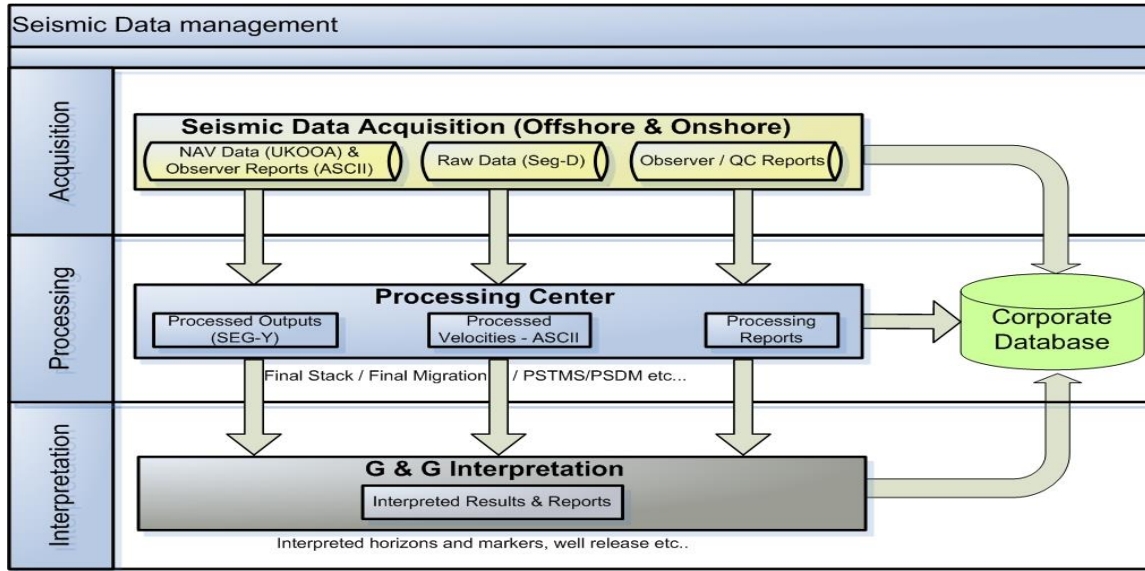 Seismic Data management
Acquisition
Seismic Data Acquisition (Offshore & Onshore)
NAV Data (UKOOA) &
Observer Reports (ASCII)
Raw Data (Seg-D)
Observer / QC Reports
Processing
Processing Center
Processed Outputs
(SEG-Y)
Processed
Velocities - ASCII
Processing
Reports
Corporate
Database
Final Stack / Final Migration / PSTMS/PSDM etc...
Interpretation
G & G Interpretation
Interpreted Results & Reports
Interpreted horizons and markers, well release etc..